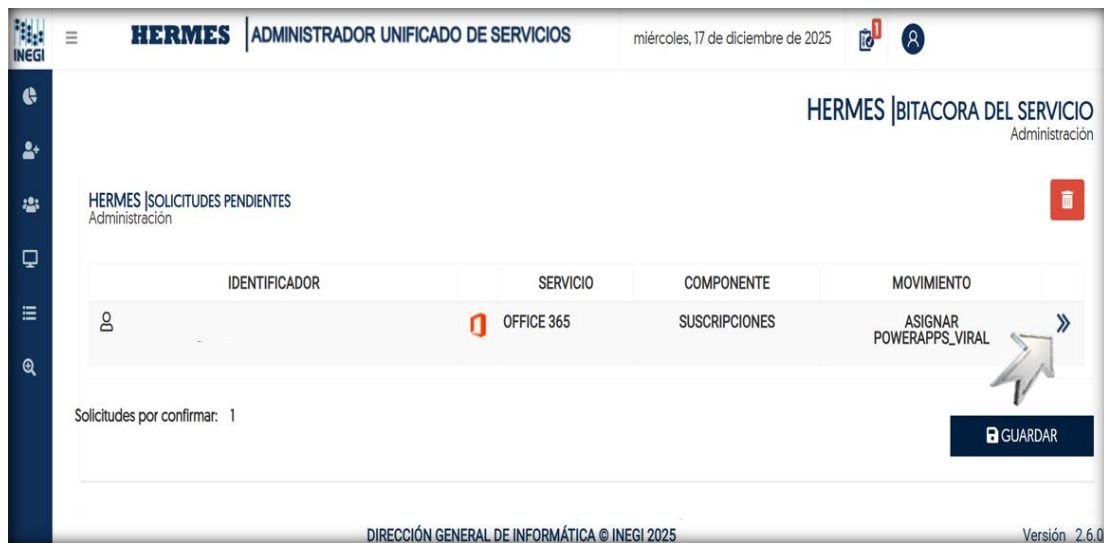 INEGI
HERMES |ADMINISTRADOR UNIFICADO DE SERVICIOS
miércoles, 17 de diciembre de 2025
1
HERMES |BITACORA DEL SERVICIO
Administración
HERMES |SOLICITUDES PENDIENTES
Administración
IDENTIFICADOR SERVICIO COMPONENTE MOVIMIENTO
OFFICE 365 SUSCRIPCIONES ASIGNAR
POWERAPPS_VIRAL
Solicitudes por confirmar: 1
GUARDAR
DIRECCIÓN GENERAL DE INFORMÁTICA © INEGI 2025
Versión 2.6.0